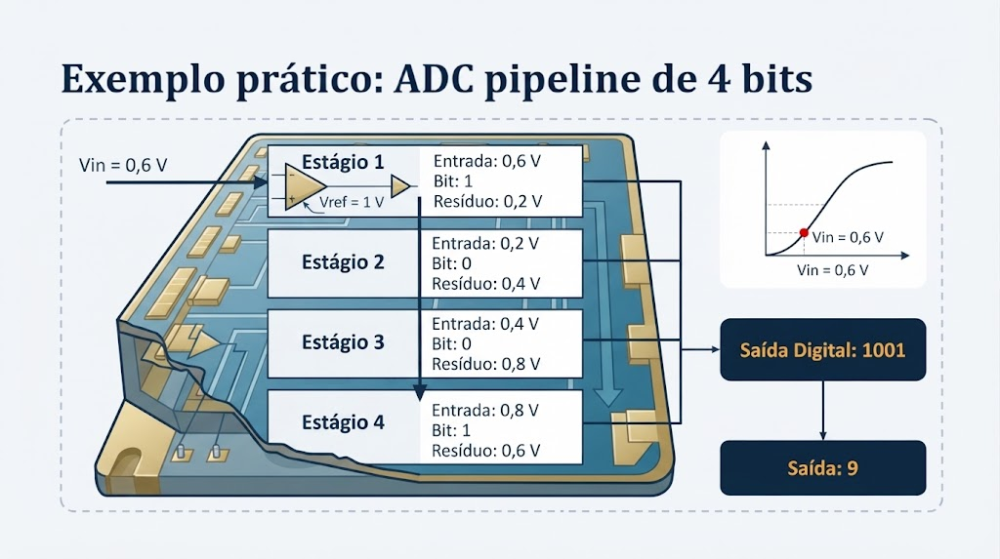 Exemplo prático: ADC pipeline de 4 bits
Vin = 0,6 V
Estágio 1
Vref = 1 V
Entrada: 0,6 V
Bit: 1
Resíduo: 0,2 V
Estágio 2
Entrada: 0,2 V
Bit: 0
Resíduo: 0,4 V
Estágio 3
Entrada: 0,4 V
Bit: 0
Resíduo: 0,8 V
Estágio 4
Entrada: 0,8 V
Bit: 1
Resíduo: 0,6 V
Vin = 0,6 V
Vin = 0,6 V
Saída Digital: 1001
Saída: 9